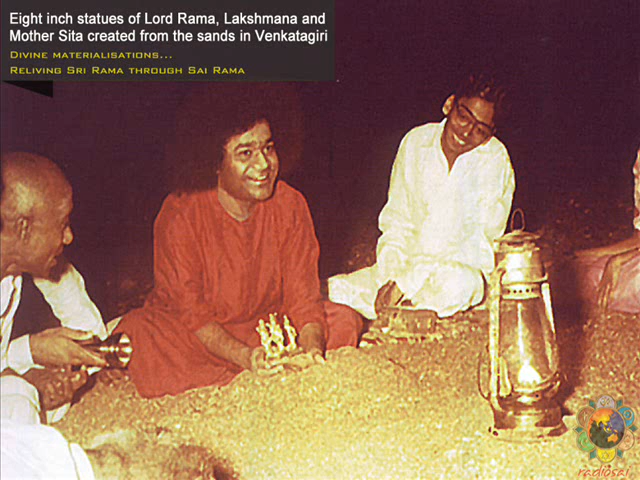 Eight inch statues of Lord Rama, Lakshmana and
Mother Sita created from the sands in Venkatagiri
DIVINE MATERIALISATIONS...
RELIVING SRI RAMA THROUGH SAI RAMA
radiosai